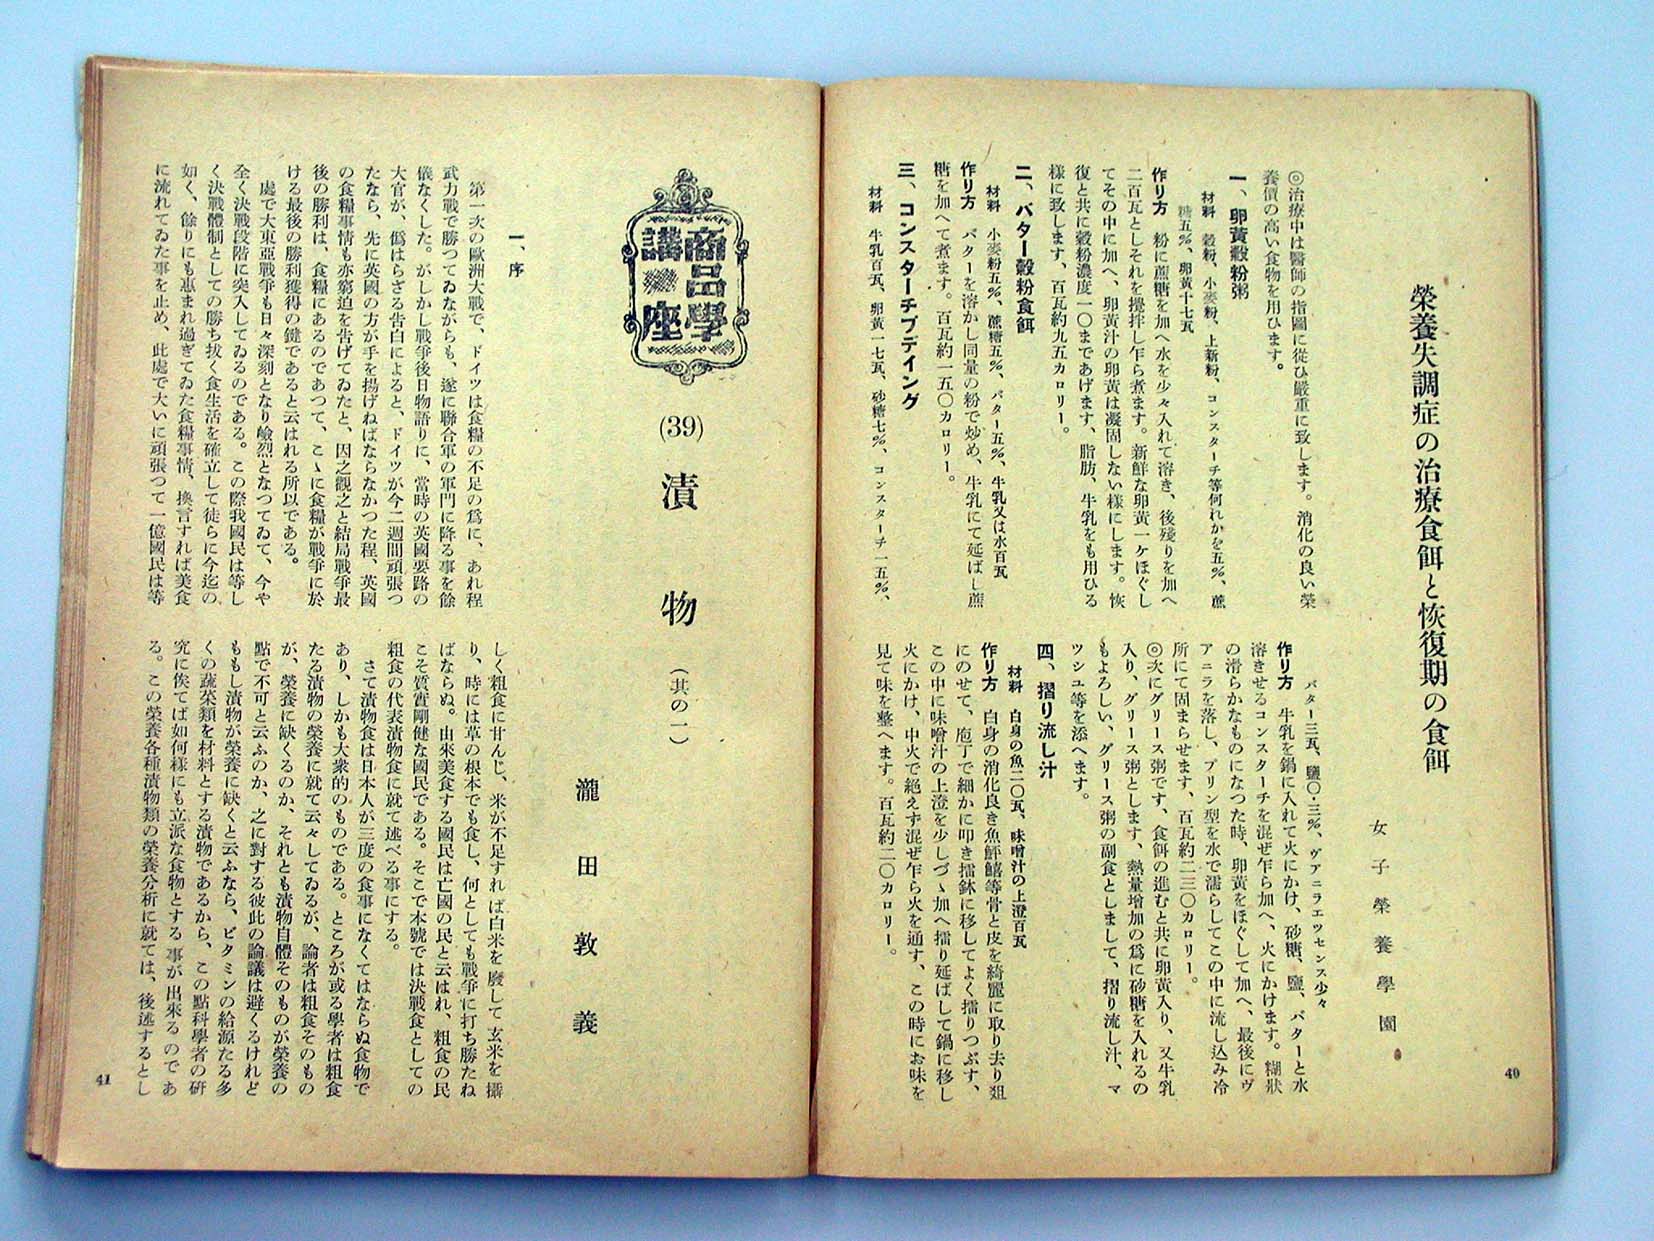 榮養失調症の治療食餌と恢復期の食餌
女子榮養學園
◎治療中は醫師の指圖に從ひ嚴重に致します。消化の良い榮
養價の高い食物を用ひます。
一、卵黃穀粉粥
材料　穀粉、小麥粉、上新粉、コンスターチ等何れかを五％、蔗
糖五％、卵黃十七瓦
作り方　粉に蔗糖を加へ水を少々入れて溶き、後殘りを加へ
二百瓦としそれを攪拌し乍ら煮ます。新鮮な卵黃一ケほぐし
てその中に加へ、卵黃汁の卵黃は凝固しない樣にします。恢
復と共に穀粉濃度一〇まであげます、脂肪、牛乳をも用ひる
樣に致します、百瓦約九五カロリー。
二、バター穀粉食餌
材料　小麥粉五％、蔗糖五％、バター五％、牛乳又は水百瓦
作り方　バターを溶かし同量の粉で炒め、牛乳にて延ばし蔗
糖を加へて煮ます。百瓦約一五〇カロリー。
三、コンスターチプデイング
材料　牛乳百瓦、卵黃一七瓦、砂糖七％、コンスターチ一五％、
バター三瓦、鹽〇・三％、ヴアニラエツセンス少々
作り方　牛乳を鍋に入れて火にかけ、砂糖、鹽、バターと水
溶きせるコンスターチを混ぜ乍ら加へ、火にかけます。糊狀
の滑らかなものになつた時、卵黃をほぐして加へ、最後にヴ
アニラを落し、プリン型を水で濡らしてこの中に流し込み冷
所にて固まらせます、百瓦約二三〇カロリー。
◎次にグリース粥です、食餌の進むと共に卵黃入り、又牛乳
入り、グリース粥とします、熱量增加の爲に砂糖を入れるの
もよろしい、グリース粥の副食としまして、摺り流し汁、マ
ツシユ等を添へます。
四、摺り流し汁
材料　白身の魚二〇瓦、味噌汁の上澄百瓦
作り方　白身の消化良き魚鮃鱚等骨と皮を綺麗に取り去り俎
にのせて、庖丁で細かに叩き擂鉢に移してよく擂りつぶす、
この中に味噌汁の上澄を少しづゝ加へ擂り延ばして鍋に移し
火にかけ、中火で絶えず混ぜ乍ら火を通す、この時にお味を
見て味を整へます。百瓦約二〇カロリー。
40
商品學
講座
(39)
漬物
（其の一）
瀧田敦義
一、序
第一次の歐洲大戰で、ドイツは食糧の不足の爲に、あれ程
武力戰で勝つてゐながらも、遂に聯合軍の軍門に降る事を餘
儀なくした。がしかし戰爭後日物語りに、當時の英國要路の
大官が、僞はらざる告白によると、ドイツが今二週間頑張つ
たなら、先に英國の方が手を揚げねばならなかつた程、英國
の食糧事情も亦窮迫を告げてゐたと、因之觀之と結局戰爭最
後の勝利は、食糧にあるのであつて、こゝに食糧が戰爭に於
ける最後の勝利獲得の鍵であると云はれる所以である。
處で大東亞戰爭も日々深刻となり嶮烈となつてゐて、今や
全く決戰段階に突入してゐるのである。この際我國民は等し
く決戰體制としての勝ち拔く食生活を確立して徒らに今迄の
如く、餘りにも惠まれ過ぎてゐた食糧事情、換言すれば美食
に流れてゐた事を止め、此處で大いに頑張つて一億國民は等
しく粗食に甘んじ、米が不足すれば白米を廢して玄米を攝
り、時には草の根本でも食し、何としても戰爭に打ち勝たね
ばならぬ。由來美食する國民は亡國の民と云はれ、粗食の民
こそ質實剛健な國民である。そこで本號では決戰食としての
粗食の代表漬物食に就て述べる事にする。
さて漬物食は日本人が三度の食事になくてはならぬ食物で
あり、しかも大衆的のものである。ところが或る學者は粗食
たる漬物の榮養に就て云々してゐるが、論者は粗食そのもの
が、榮養に缺くるのか、それとも漬物自體そのものが榮養の
點で不可と云ふのか、之に對する彼此の論議は避くるけれど
ももし漬物が榮養に缺くと云ふなら、ビタミンの給源たる多
くの蔬菜類を材料とする漬物であるから、この點科學者の硏
究に俟てば如何樣にも立派な食物とする事が出來るのであ
る。この榮養各種漬物類の榮養分析に就ては、後述するとし
41